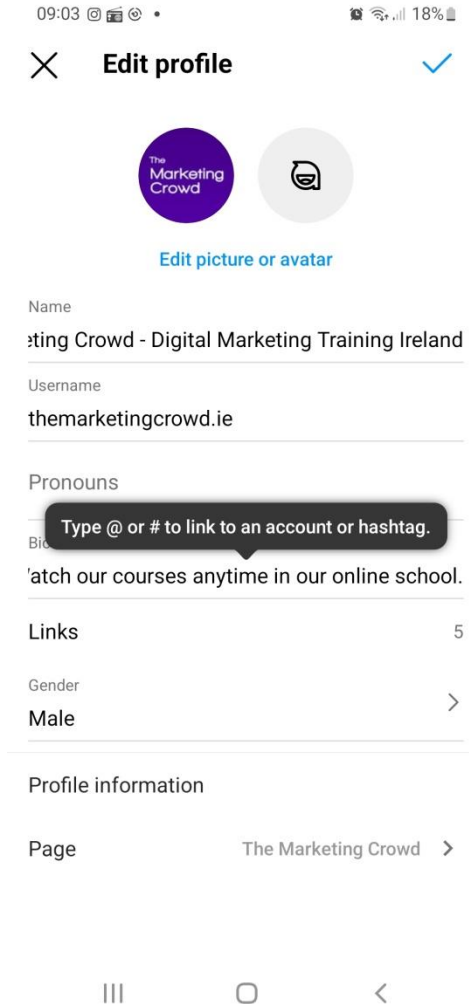 09:03
18%
Edit profile
The
Marketing
Crowd
Edit picture or avatar
Name
ting Crowd - Digital Marketing Training Ireland
Username
themarketingcrowd.ie
Pronouns
Type @ or # to link to an account or hashtag.
Bio
atch our courses anytime in our online school.
Links 5
Gender
Male
Profile information
Page The Marketing Crowd